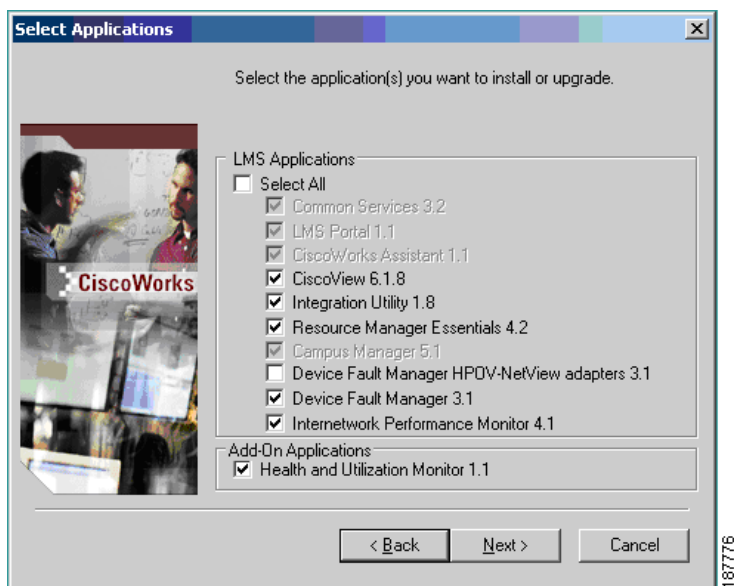 Select Applications
Select the application(s) you want to install or upgrade.
CiscoWorks
LMS Applications
Select All
Common Services 3.2
LMS Portal 1.1
CiscoWorks Assistant 1.1
CiscoView 6.1.8
Integration Utility 1.8
Resource Manager Essentials 4.2
Campus Manager 5.1
Device Fault Manager HPOV-NetView adapters 3.1
Device Fault Manager 3.1
Internetwork Performance Monitor 4.1
Add-On Applications
Health and Utilization Monitor 1.1
< Back
Next >
Cancel
187776